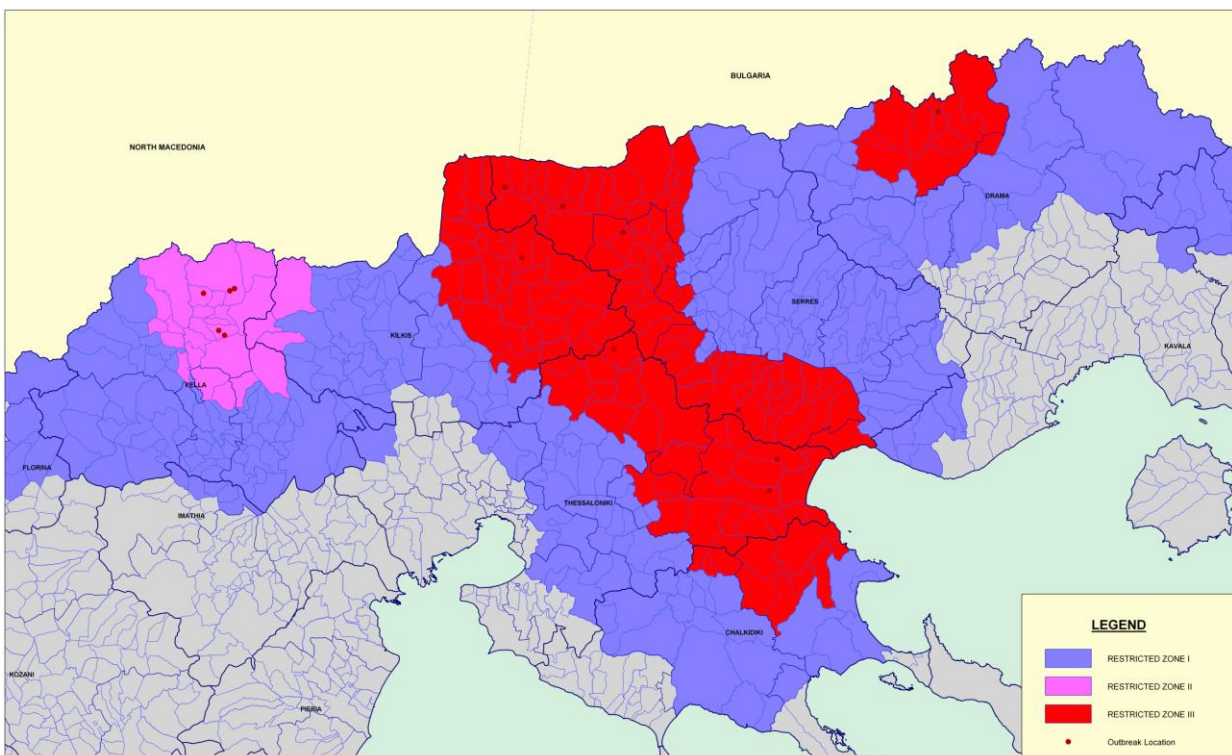 BULGARIA
NORTH MACEDONIA
DRAMA
SERRES
KILKIS
KAVALA
PELLA
FLORINA
THESSALONIKI
IMATHIA
CHALKIDIKI
KOZANI
PIERIA
LEGEND
RESTRICTED ZONE I
RESTRICTED ZONE II
RESTRICTED ZONE III
Outbreak Location